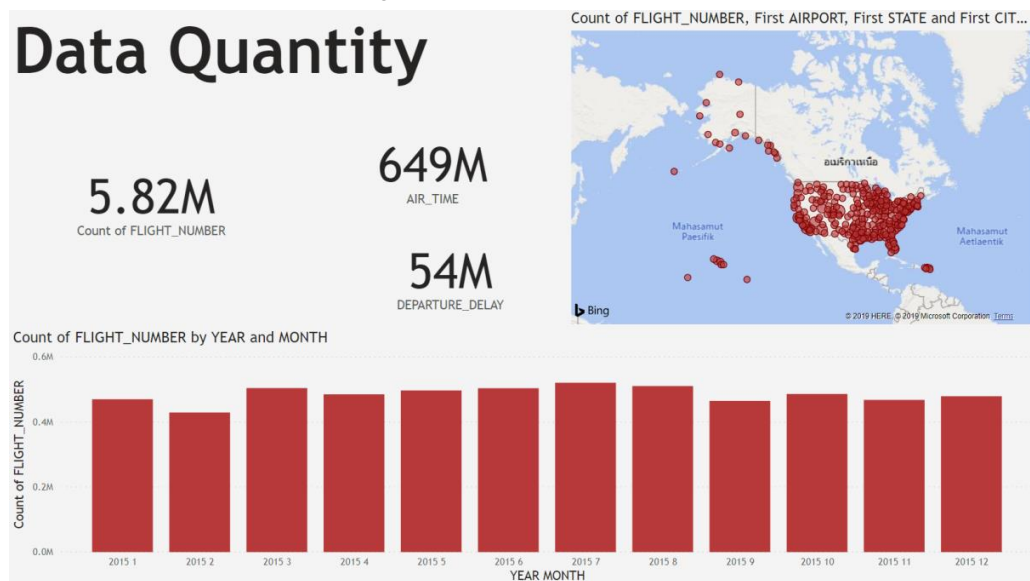 Data Quantity
5.82M
Count of FLIGHT_NUMBER
649M
AIR_TIME
54M
DEPARTURE_DELAY
Count of FLIGHT_NUMBER, First AIRPORT, First STATE and First CIT...
อเมริกาเหนือ
Mahasamut
Paesifik
Mahasamut
Aetlaentik
Bing
© 2019 HERE, © 2019 Microsoft Corporation Terms
Count of FLIGHT_NUMBER by YEAR and MONTH
Count of FLIGHT_NUMBER
0.6M
0.4M
0.2M
0.0M
2015 1 2015 2 2015 3 2015 4 2015 5 2015 6 2015 7 2015 8 2015 9 2015 10 2015 11 2015 12
YEAR MONTH